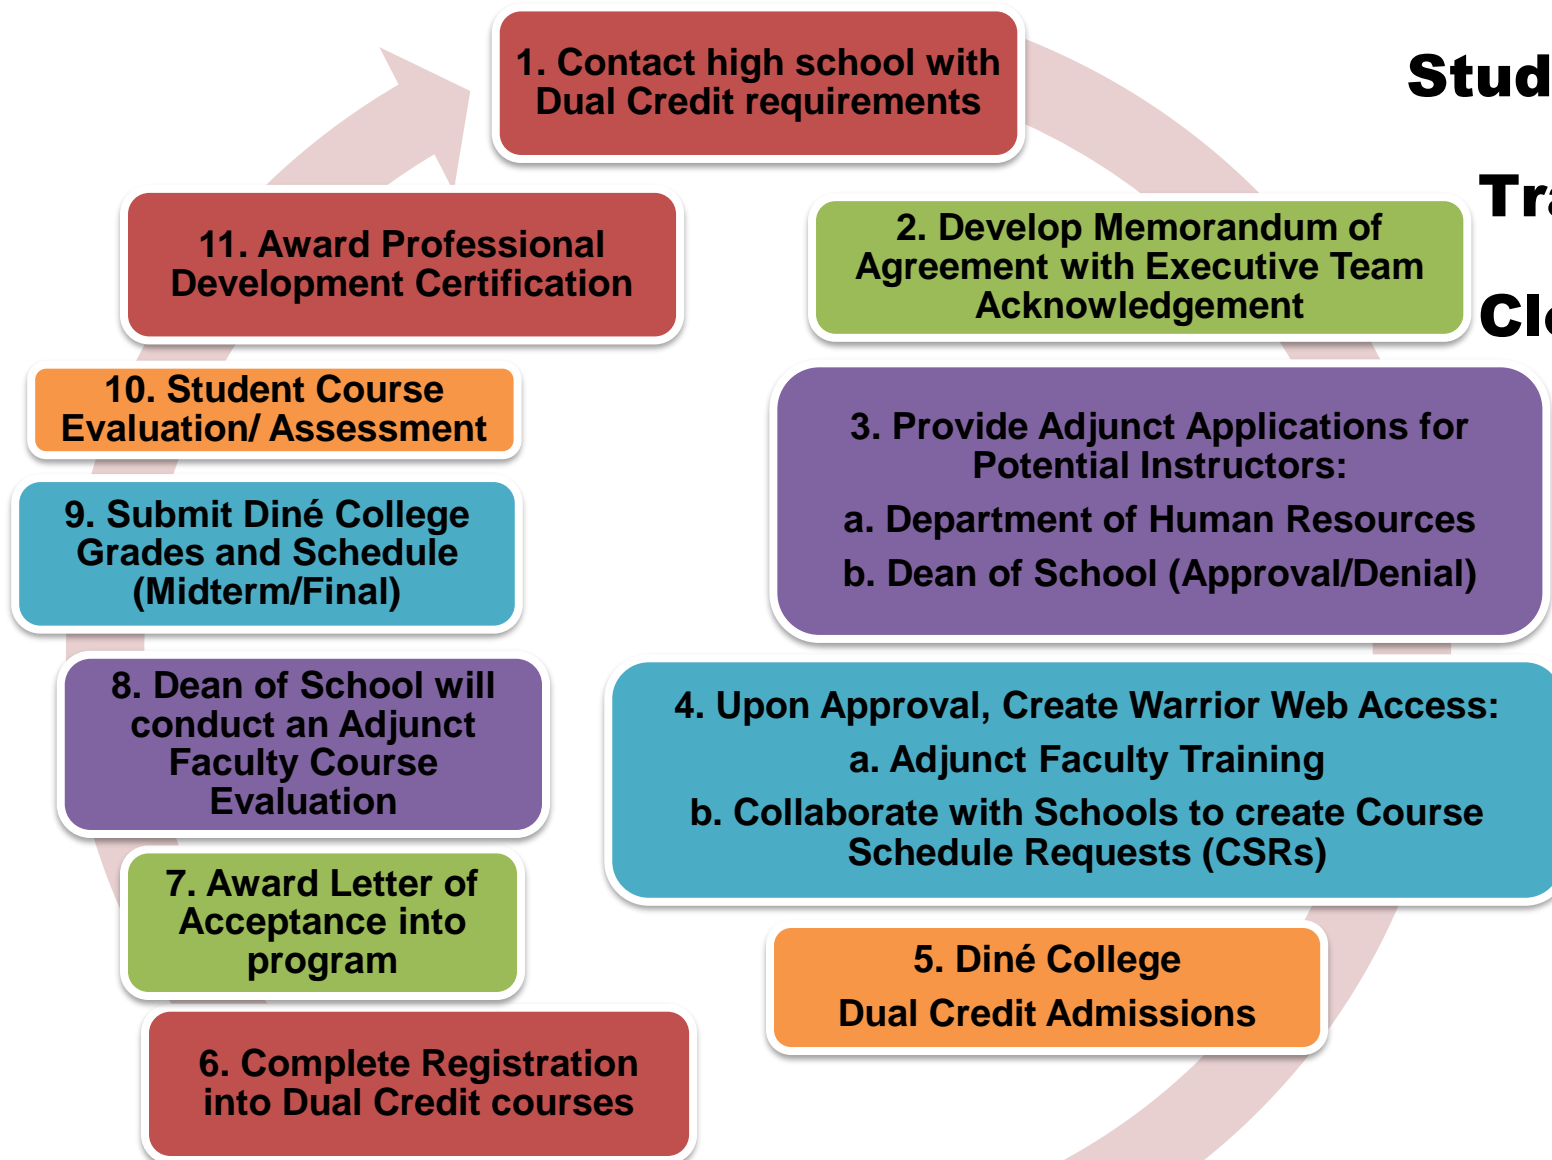 1. Contact high school with
Dual Credit requirements
2. Develop Memorandum of
Agreement with Executive Team
Acknowledgement
3. Provide Adjunct Applications for
Potential Instructors:
a. Department of Human Resources
b. Dean of School (Approval/Denial)
4. Upon Approval, Create Warrior Web Access:
a. Adjunct Faculty Training
b. Collaborate with Schools to create Course
Schedule Requests (CSRs)
5. Diné College
Dual Credit Admissions
6. Complete Registration
into Dual Credit courses
7. Award Letter of
Acceptance into
program
8. Dean of School will
conduct an Adjunct
Faculty Course
Evaluation
9. Submit Diné College
Grades and Schedule
(Midterm/Final)
10. Student Course
Evaluation/ Assessment
11. Award Professional
Development Certification